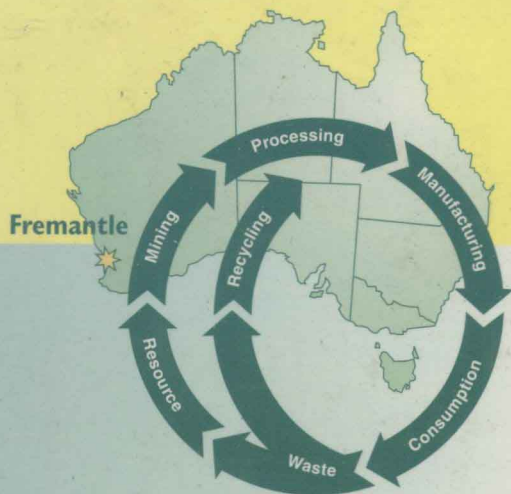 Processing
Manufacturing
Fremantle
Mining
Recycling
Resource
Consumption
Waste